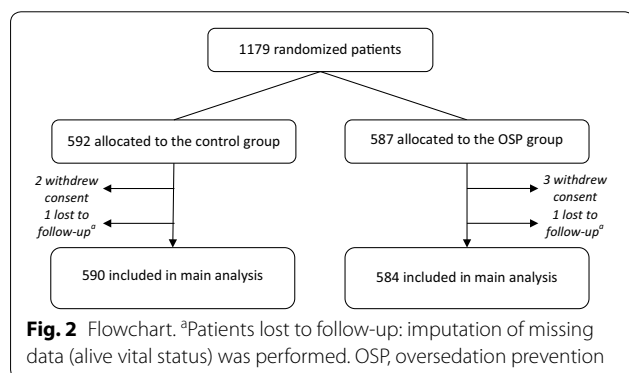 1179 randomized patients
592 allocated to the control group
587 allocated to the OSP group
2 withdrew
consent
1 lost to
follow-upᵃ
3 withdrew
consent
1 lost to
follow-upᵃ
590 included in main analysis
584 included in main analysis
Fig. 2 Flowchart. ᵃPatients lost to follow-up: imputation of missing
data (alive vital status) was performed. OSP, oversedation prevention